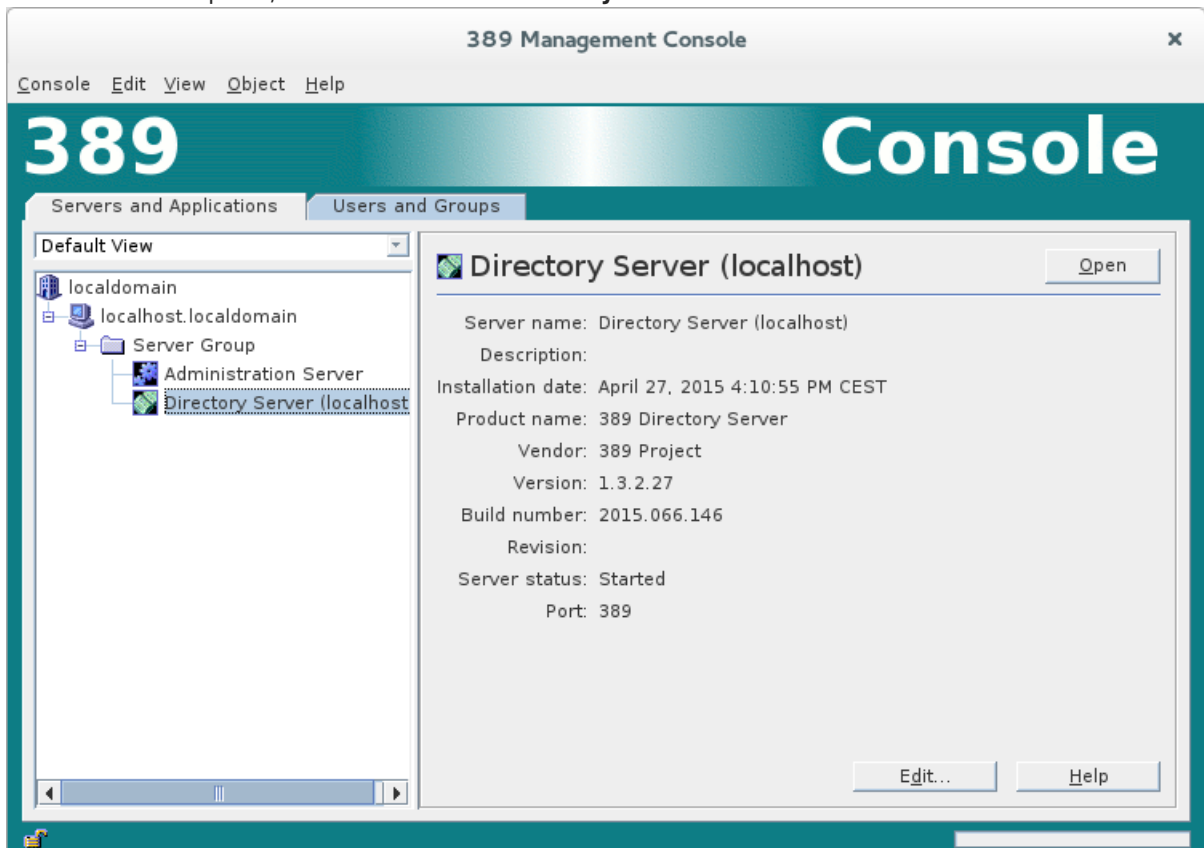 389 Management Console
Console Edit View Object Help
389 Console
Servers and Applications Users and Groups
Default View
localdomain
localhost.localdomain
Server Group
Administration Server
Directory Server (localhost
Directory Server (localhost) Open
Server name: Directory Server (localhost)
Description:
Installation date: April 27, 2015 4:10:55 PM CEST
Product name: 389 Directory Server
Vendor: 389 Project
Version: 1.3.2.27
Build number: 2015.066.146
Revision:
Server status: Started
Port: 389
Edit... Help